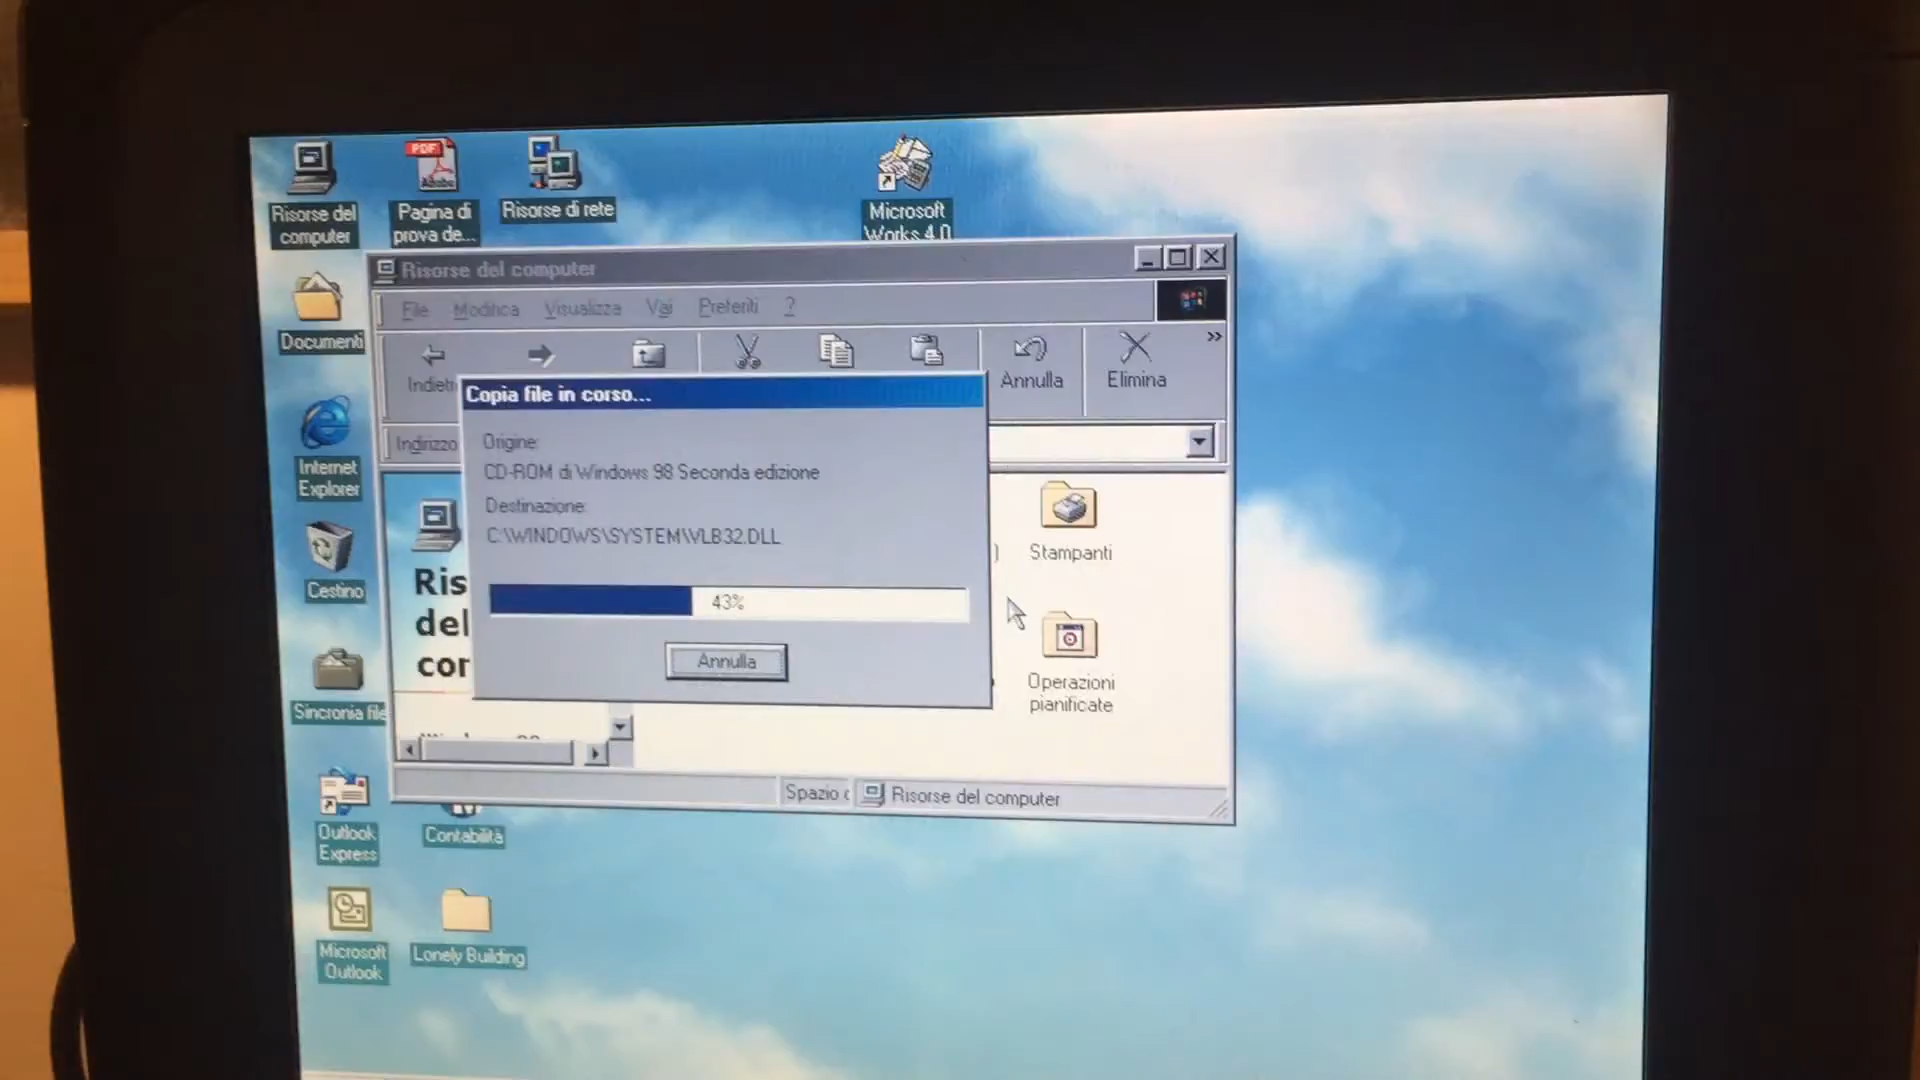 Risorse del
computer
PDF
Adobe
Pagina di
prova de...
Risorse di rete
Microsoft
Works 4.0
Documenti
Internet
Explorer
Cestino
Sincronia file
Outlook
Express
Contabilità
Microsoft
Outlook
Lonely Building
Risorse del computer
File Modifica Visualizza Vai Preferiti ?
Indietr
Annulla
Elimina
»
Indirizzo
Copia file in corso...
Origine:
CD-ROM di Windows 98 Seconda edizione
Destinazione:
C:\WINDOWS\SYSTEM\VLB32.DLL
43%
Annulla
Ris
del
cor
)
Stampanti
Operazioni
pianificate
Spazio d
Risorse del computer